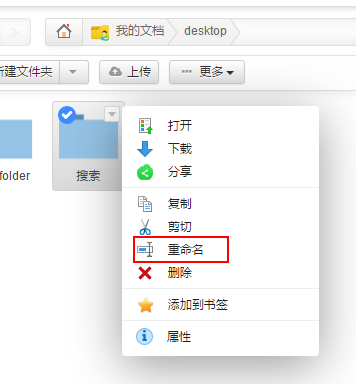 我的文档 desktop
新建文件夹 上传 更多
folder
搜索
打开
下载
分享
复制
剪切
重命名
删除
添加到书签
属性